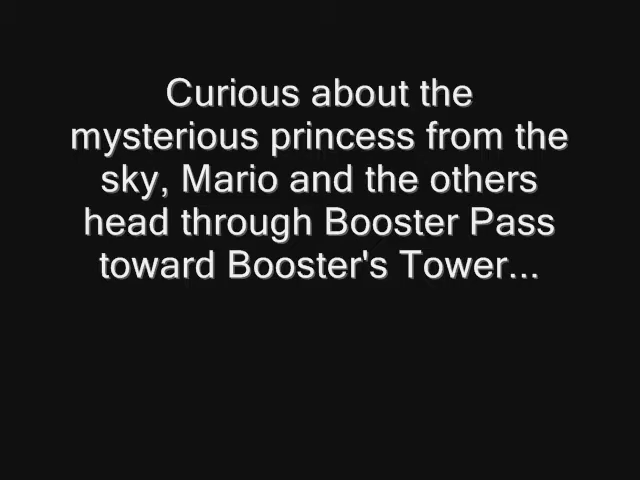 Curious about the
mysterious princess from the
sky, Mario and the others
head through Booster Pass
toward Booster's Tower...